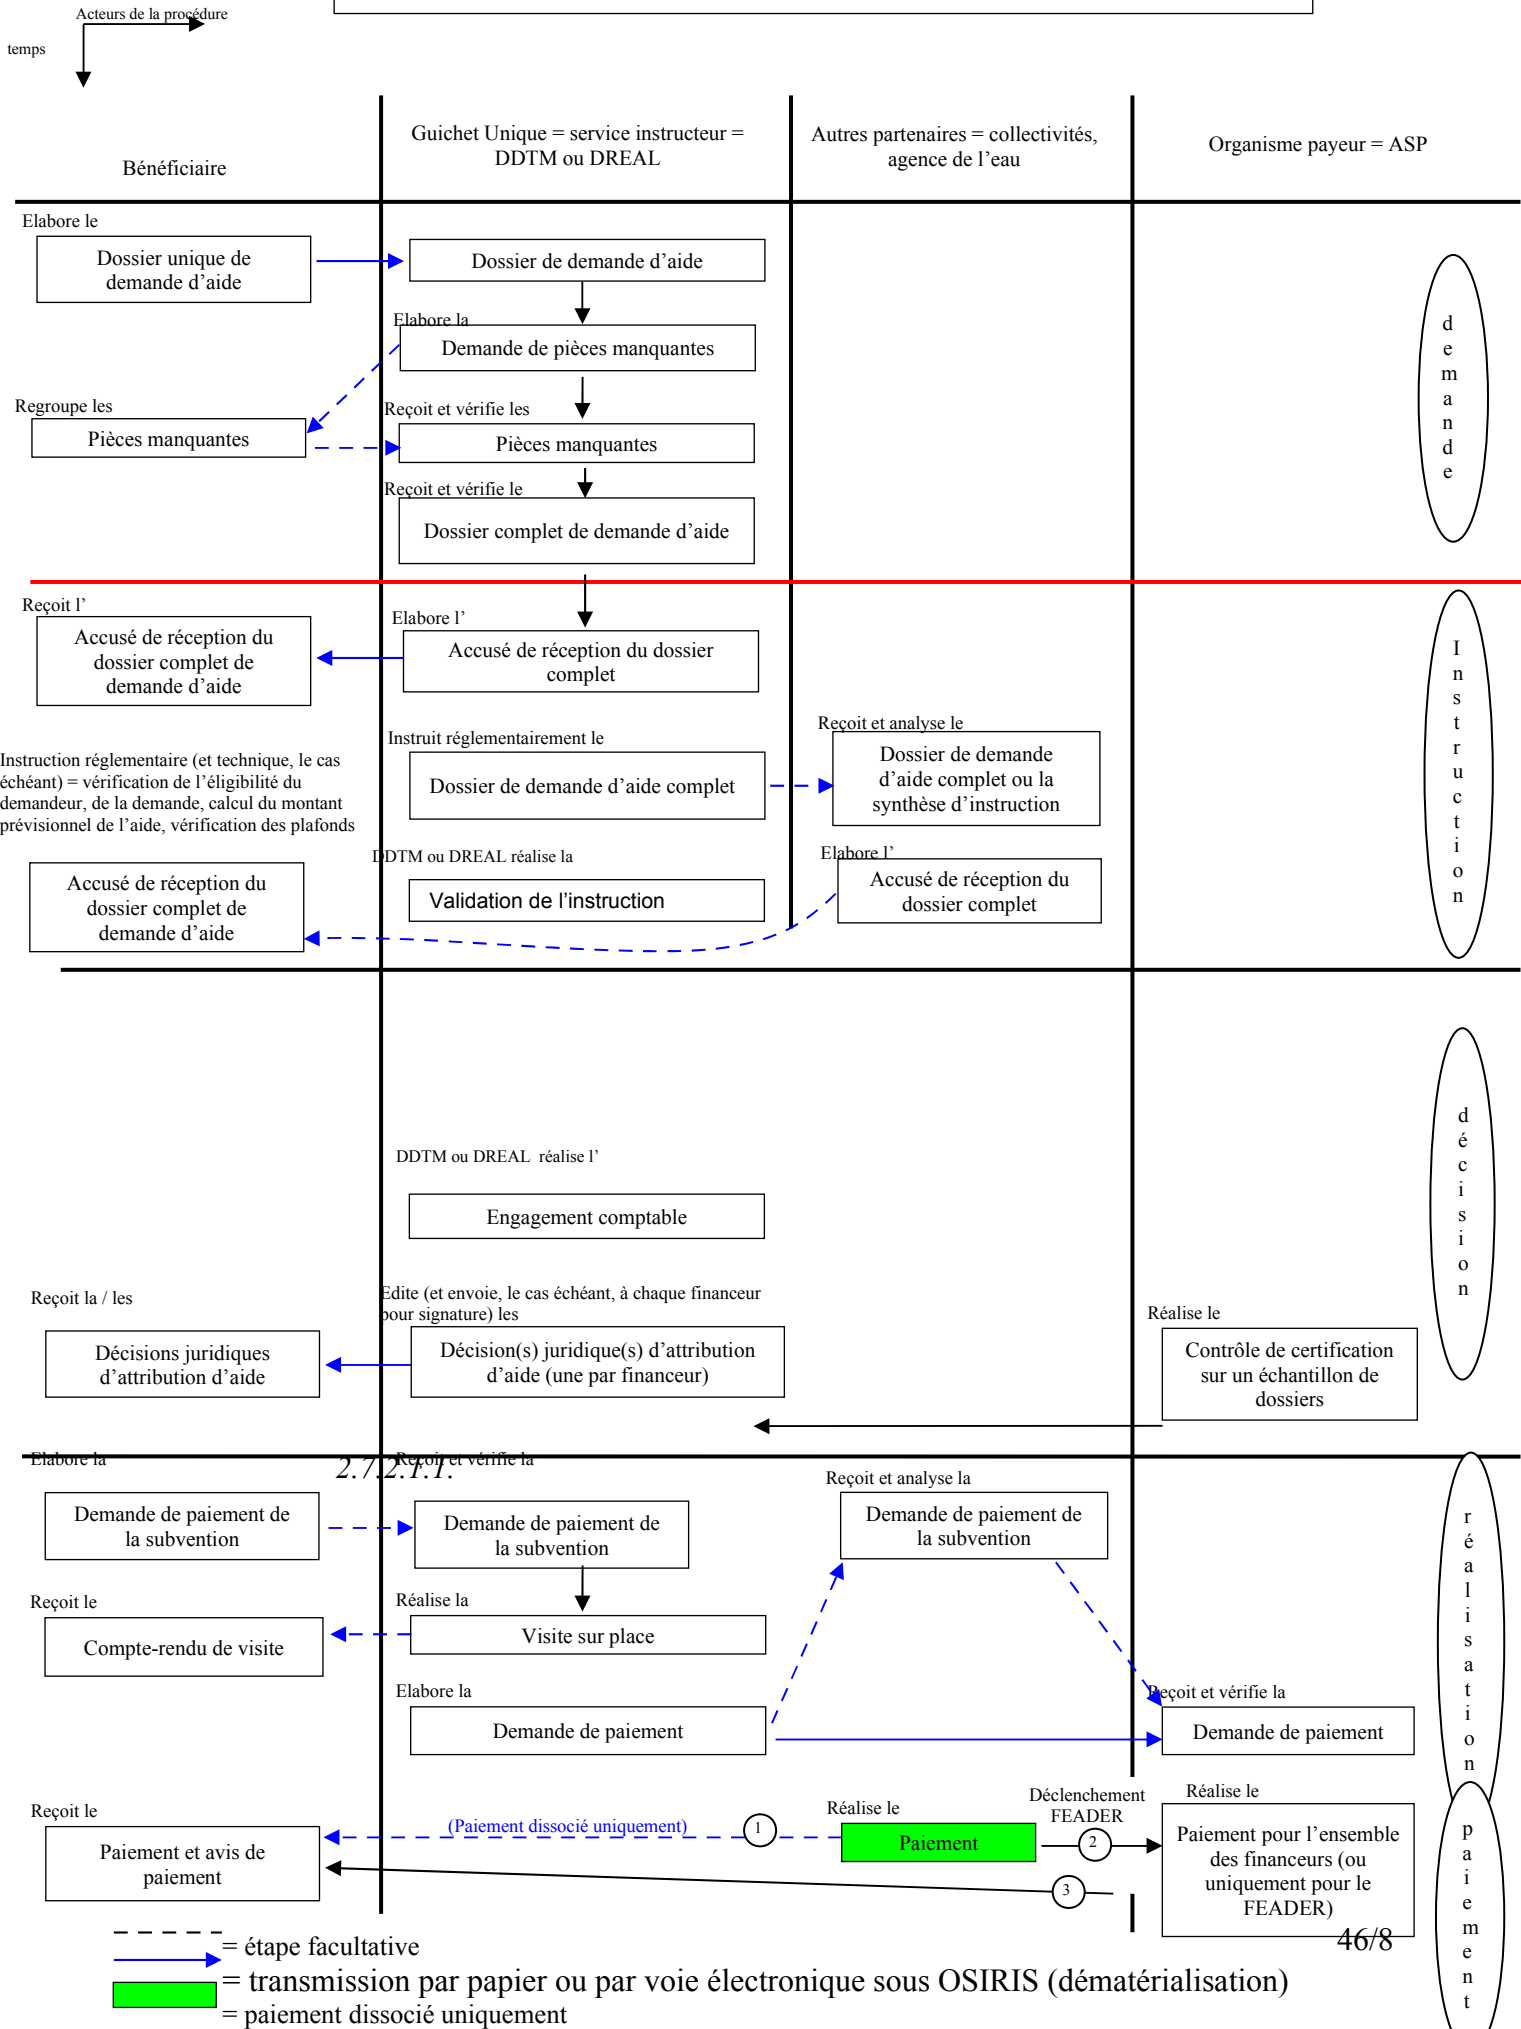 Acteurs de la procédure
temps
Bénéficiaire
Guichet Unique = service instructeur =
DDTM ou DREAL
Autres partenaires = collectivités,
agence de l’eau
Organisme payeur = ASP
Elabore le
Dossier unique de
demande d’aide
Dossier de demande d’aide
Elabore la
Demande de pièces manquantes
Regroupe les
Pièces manquantes
Reçoit et vérifie les
Pièces manquantes
Reçoit et vérifie le
Dossier complet de demande d’aide
demande
Reçoit l’
Accusé de réception du
dossier complet de
demande d’aide
Elabore l’
Accusé de réception du dossier
complet
Instruction réglementaire (et technique, le cas
échéant) = vérification de l’éligibilité du
demandeur, de la demande, calcul du montant
prévisionnel de l’aide, vérification des plafonds
Instruit réglementairement le
Dossier de demande d’aide complet
Reçoit et analyse le
Dossier de demande
d’aide complet ou la
synthèse d’instruction
Accusé de réception du
dossier complet de
demande d’aide
DDTM ou DREAL réalise la
Validation de l’instruction
Elabore l’
Accusé de réception du
dossier complet
Instruction
DDTM ou DREAL réalise l’
Engagement comptable
Reçoit la / les
Décisions juridiques
d’attribution d’aide
Edite (et envoie, le cas échéant, à chaque financeur
pour signature) les
Décision(s) juridique(s) d’attribution
d’aide (une par financeur)
Réalise le
Contrôle de certification
sur un échantillon de
dossiers
décision
Elabore la
2.7.2.1.1.
Reçoit et vérifie la
Demande de paiement de
la subvention
Demande de paiement de
la subvention
Reçoit et analyse la
Demande de paiement de
la subvention
Reçoit le
Compte-rendu de visite
Réalise la
Visite sur place
Elabore la
Demande de paiement
Reçoit et vérifie la
Demande de paiement
réalisation
Reçoit le
Paiement et avis de
paiement
(Paiement dissocié uniquement)
1
Réalise le
Paiement
Déclenchement
FEADER
2
3
Réalise le
Paiement pour l’ensemble
des financeurs (ou
uniquement pour le
FEADER)
paiement
46/8
= étape facultative
= transmission par papier ou par voie électronique sous OSIRIS (dématérialisation)
= paiement dissocié uniquement